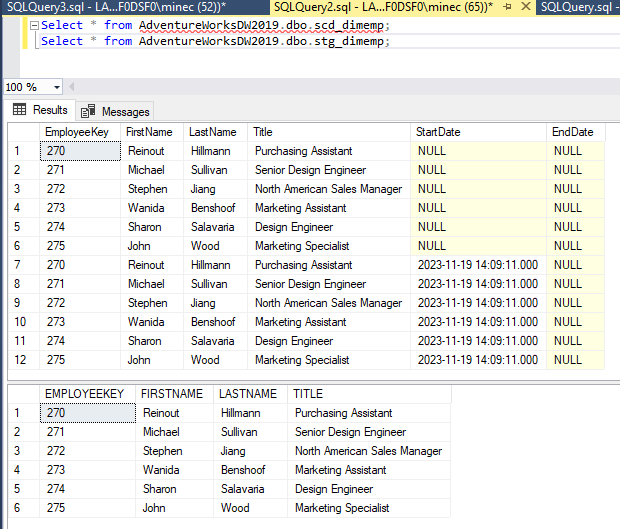 SQLQuery3.sql - LA...F0DSF0\minec (52))* SQLQuery2.sql - LA...F0DSF0\minec (65))* SQLQuery.sql -
Select * from AdventureWorksDW2019.dbo.scd_dimemp;
Select * from AdventureWorksDW2019.dbo.stg_dimemp;
100 %
Results Messages
EmployeeKey FirstName LastName Title StartDate EndDate
1 270 Reinout Hillmann Purchasing Assistant NULL NULL
2 271 Michael Sullivan Senior Design Engineer NULL NULL
3 272 Stephen Jiang North American Sales Manager NULL NULL
4 273 Wanida Benshoof Marketing Assistant NULL NULL
5 274 Sharon Salavaria Design Engineer NULL NULL
6 275 John Wood Marketing Specialist NULL NULL
7 270 Reinout Hillmann Purchasing Assistant 2023-11-19 14:09:11.000 NULL
8 271 Michael Sullivan Senior Design Engineer 2023-11-19 14:09:11.000 NULL
9 272 Stephen Jiang North American Sales Manager 2023-11-19 14:09:11.000 NULL
10 273 Wanida Benshoof Marketing Assistant 2023-11-19 14:09:11.000 NULL
11 274 Sharon Salavaria Design Engineer 2023-11-19 14:09:11.000 NULL
12 275 John Wood Marketing Specialist 2023-11-19 14:09:11.000 NULL
EMPLOYEEKEY FIRSTNAME LASTNAME TITLE
1 270 Reinout Hillmann Purchasing Assistant
2 271 Michael Sullivan Senior Design Engineer
3 272 Stephen Jiang North American Sales Manager
4 273 Wanida Benshoof Marketing Assistant
5 274 Sharon Salavaria Design Engineer
6 275 John Wood Marketing Specialist